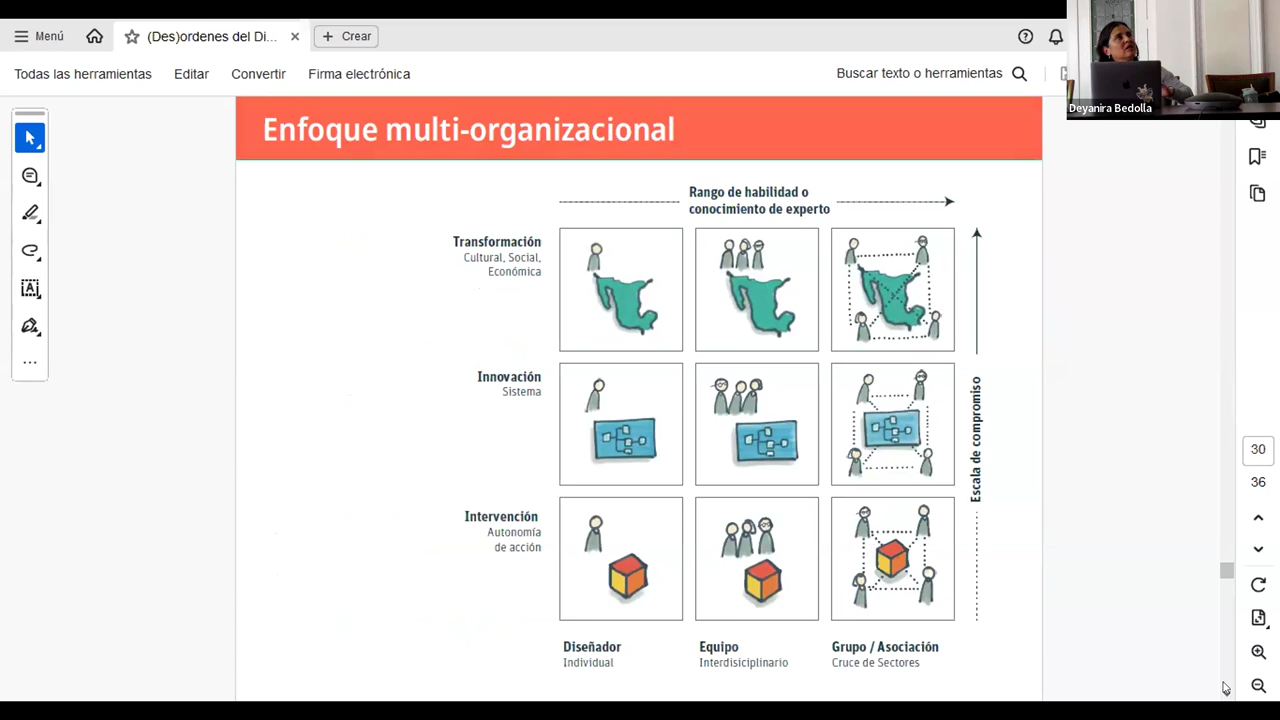 Menú
(Des)ordenes del Di...
Crear
Todas las herramientas
Editar
Convertir
Firma electrónica
Buscar texto o herramientas
Deyanira Bedolla
Enfoque multi-organizacional
Rango de habilidad o
conocimiento de experto
Transformación
Cultural, Social,
Económica
Innovación
Sistema
Intervención
Autonomía
de acción
Escala de compromiso
Diseñador
Individual
Equipo
Interdisiciplinario
Grupo / Asociación
Cruce de Sectores
30
36